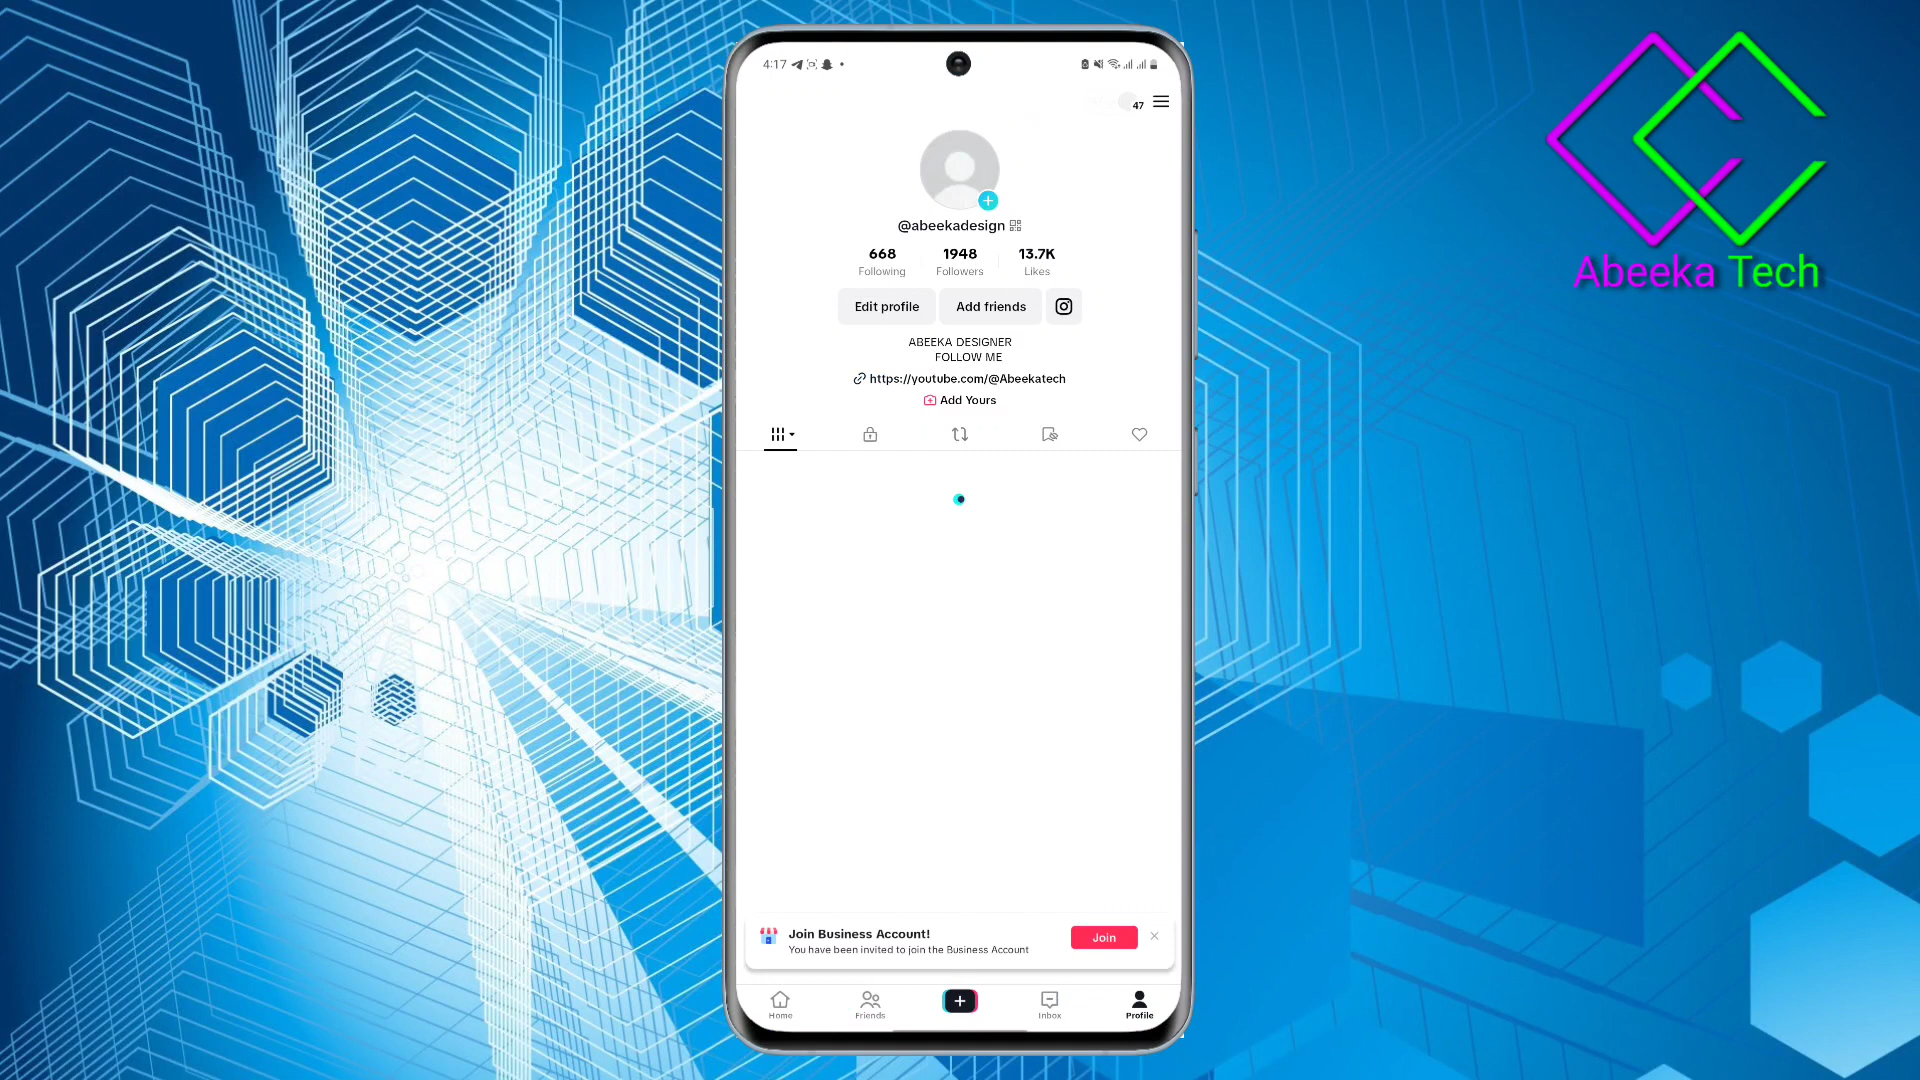 4:17
47
@abeekadesign
668 1948 13.7K
Following Followers Likes
Edit profile Add friends
ABEEKA DESIGNER
FOLLOW ME
https://youtube.com/@Abeekatech
Add Yours
Join Business Account!
You have been invited to join the Business Account
Join
Home Friends Inbox Profile
Abeeka Tech